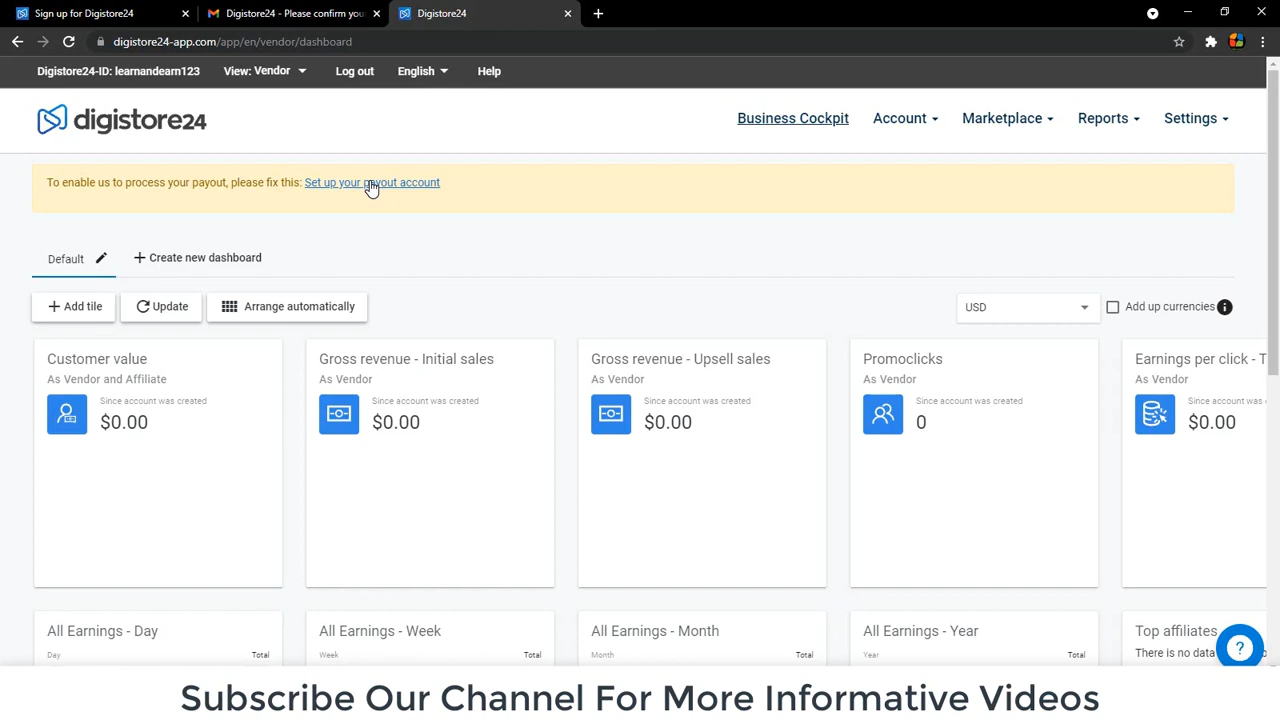 Sign up for Digistore24
Digistore24 - Please confirm you
Digistore24
digistore24-app.com/app/en/vendor/dashboard
Digistore24-ID: learnandearn123
View: Vendor
Log out
English
Help
digistore24
Business Cockpit
Account
Marketplace
Reports
Settings
To enable us to process your payout, please fix this: Set up your payout account
Default
Create new dashboard
Add tile
Update
Arrange automatically
USD
Add up currencies
Customer value
As Vendor and Affiliate
Since account was created
$0.00
Gross revenue - Initial sales
As Vendor
Since account was created
$0.00
Gross revenue - Upsell sales
As Vendor
Since account was created
$0.00
Promoclicks
As Vendor
Since account was created
0
Earnings per click - T
As Vendor
Since account was
$0.00
All Earnings - Day
Day Total
All Earnings - Week
Week Total
All Earnings - Month
Month Total
All Earnings - Year
Year Total
Top affiliates
There is no data
Subscribe Our Channel For More Informative Videos